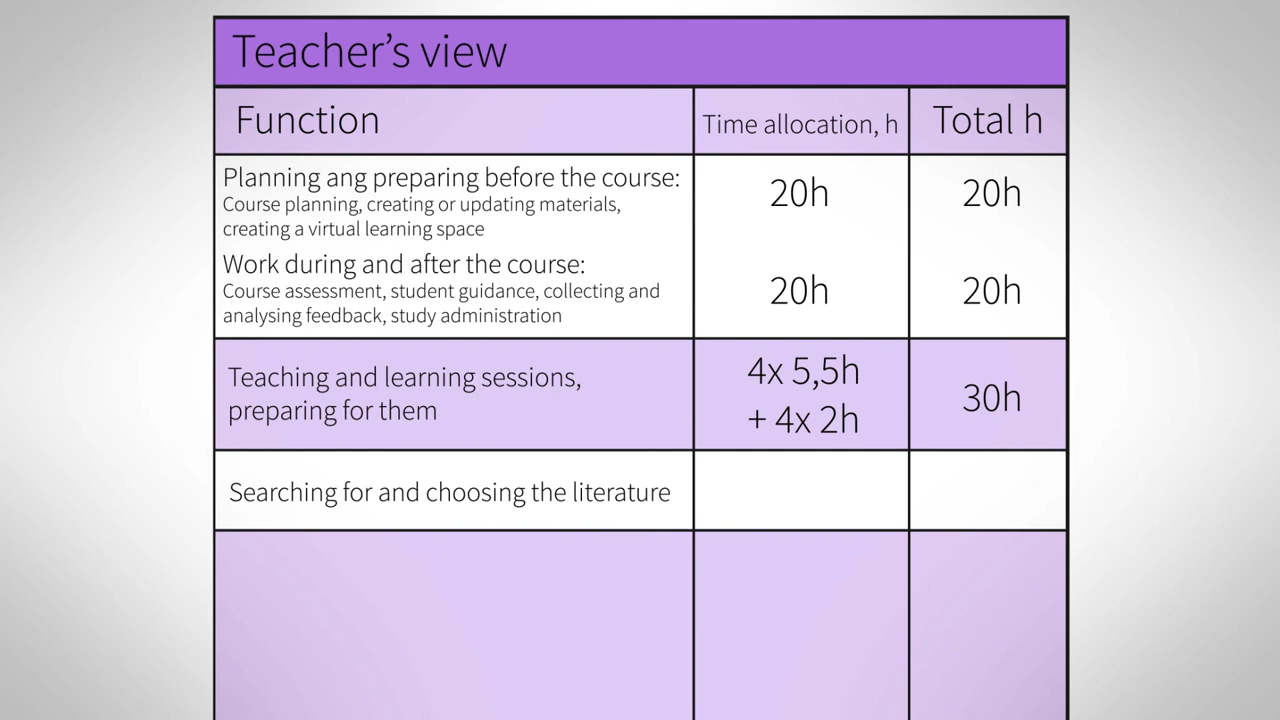 Teacher’s view
Function
Time allocation, h
Total h
Planning ang preparing before the course:
Course planning, creating or updating materials,
creating a virtual learning space
20h
20h
Work during and after the course:
Course assessment, student guidance, collecting and
analysing feedback, study administration
20h
20h
Teaching and learning sessions,
preparing for them
4x 5,5h
+ 4x 2h
30h
Searching for and choosing the literature